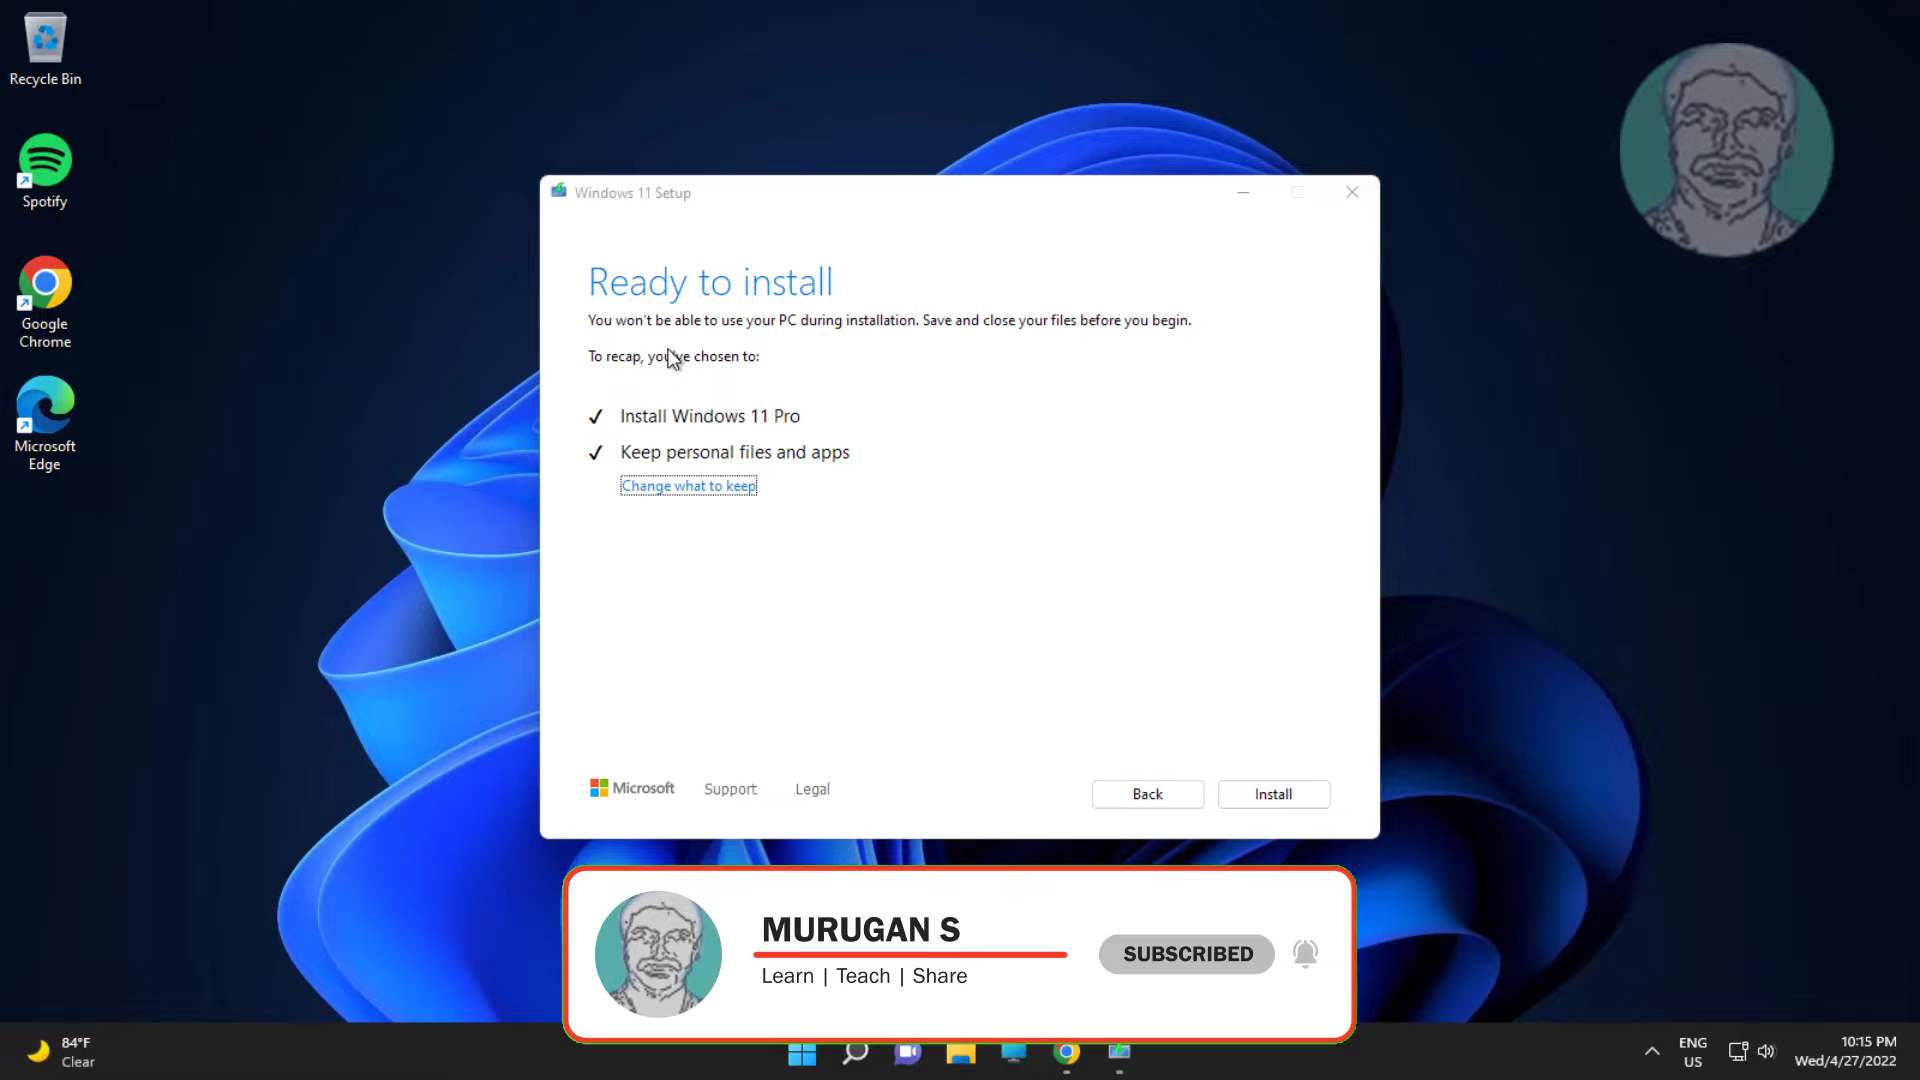 Recycle Bin
Spotify
Google
Chrome
Microsoft
Edge
Windows 11 Setup
Ready to install
You won't be able to use your PC during installation. Save and close your files before you begin.
To recap, you've chosen to:
✓ Install Windows 11 Pro
✓ Keep personal files and apps
Change what to keep
Microsoft Support Legal
Back Install
MURUGAN S
Learn | Teach | Share
SUBSCRIBED
84°F
Clear
ENG
US
10:15 PM
Wed/4/27/2022